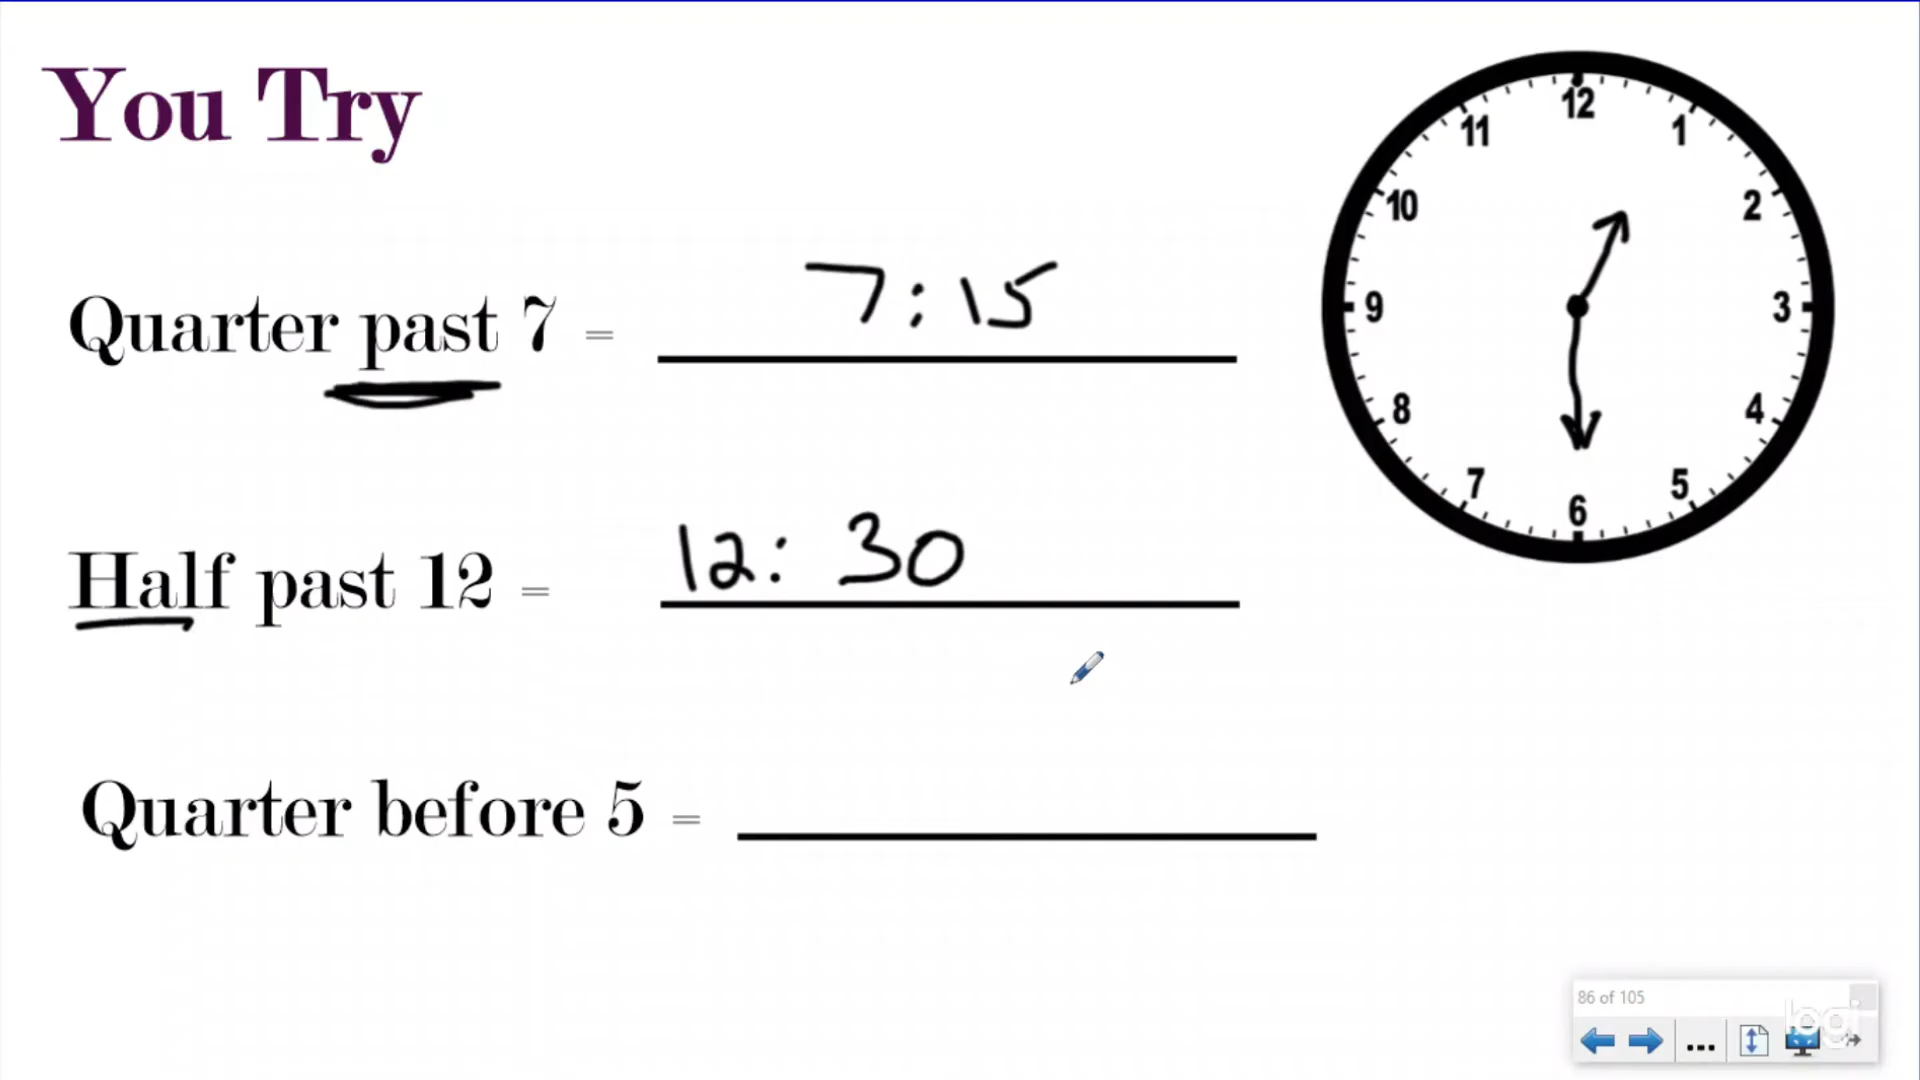 You Try
Quarter past 7 = 7:15
Half past 12 = 12: 30
Quarter before 5 =
12
11
1
10
2
9
3
8
4
7
5
6
86 of 105
logi